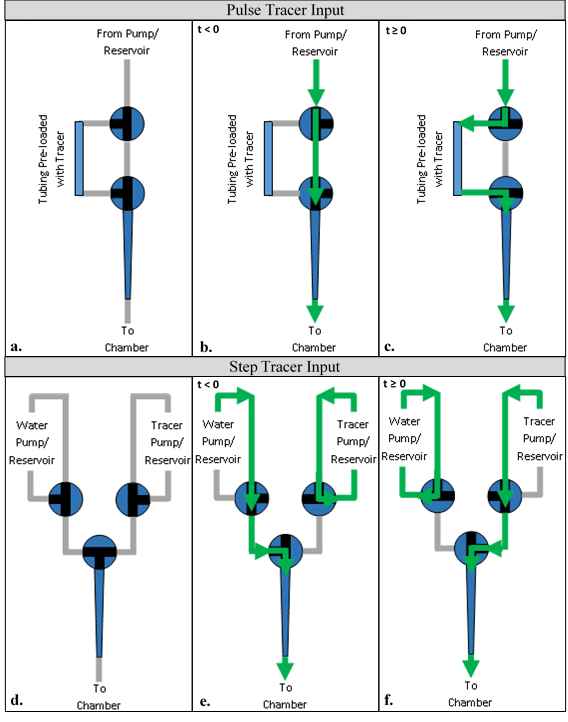 Pulse Tracer Input
From Pump/
Reservoir
Tubing Pre-loaded
with Tracer
To
Chamber
a.
t < 0
From Pump/
Reservoir
Tubing Pre-loaded
with Tracer
To
Chamber
b.
t ≥ 0
From Pump/
Reservoir
Tubing Pre-loaded
with Tracer
To
Chamber
c.
Step Tracer Input
Water
Pump/
Reservoir
Tracer
Pump/
Reservoir
To
Chamber
d.
t < 0
Water
Pump/
Reservoir
Tracer
Pump/
Reservoir
To
Chamber
e.
t ≥ 0
Water
Pump/
Reservoir
Tracer
Pump/
Reservoir
To
Chamber
f.